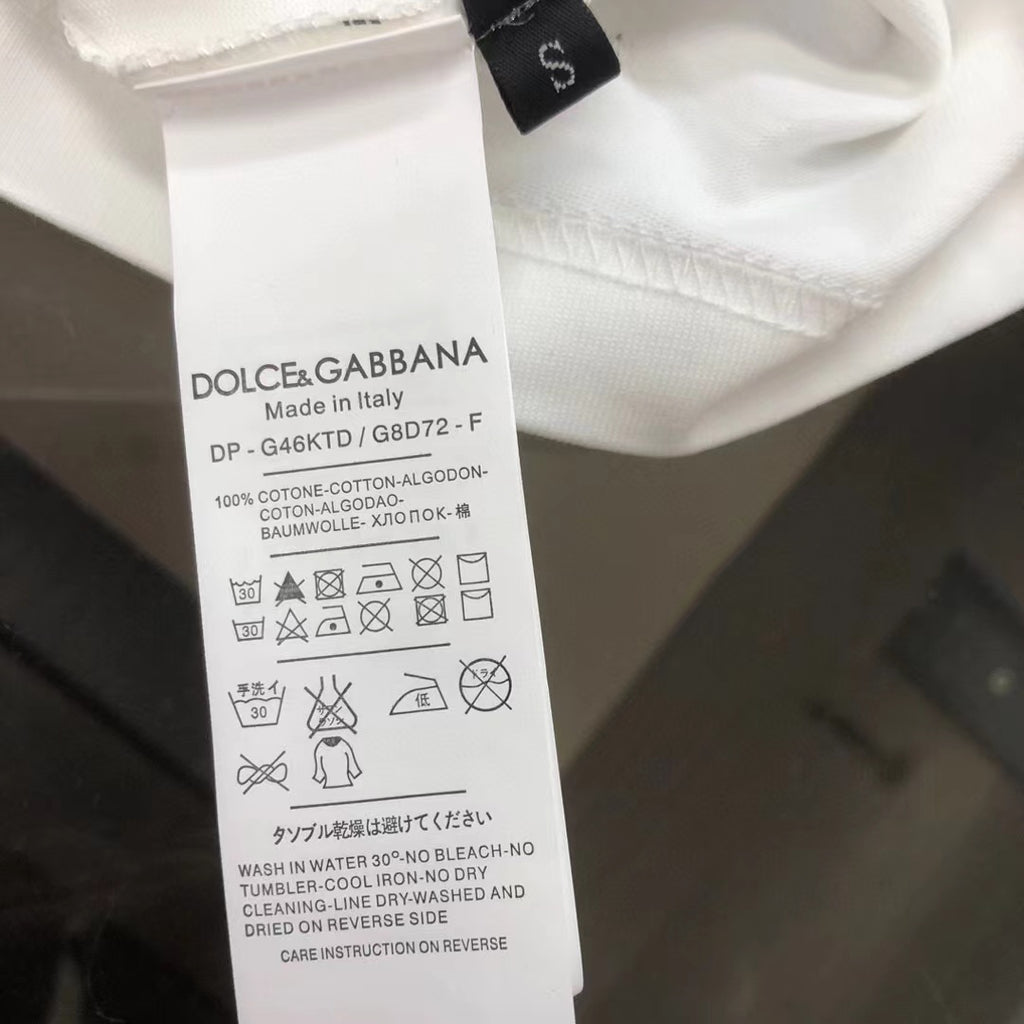 S
DOLCE&GABBANA
Made in Italy
DP - G46KTD / G8D72 - F
100% COTONE-COTTON-ALGODON-
COTON-ALGODAO-
BAUMWOLLE- ХЛОПОК- 棉
30
30
手洗イ
30
低
タソブル乾燥は避けてください
WASH IN WATER 30°-NO BLEACH-NO
TUMBLER-COOL IRON-NO DRY
CLEANING-LINE DRY-WASHED AND
DRIED ON REVERSE SIDE
CARE INSTRUCTION ON REVERSE